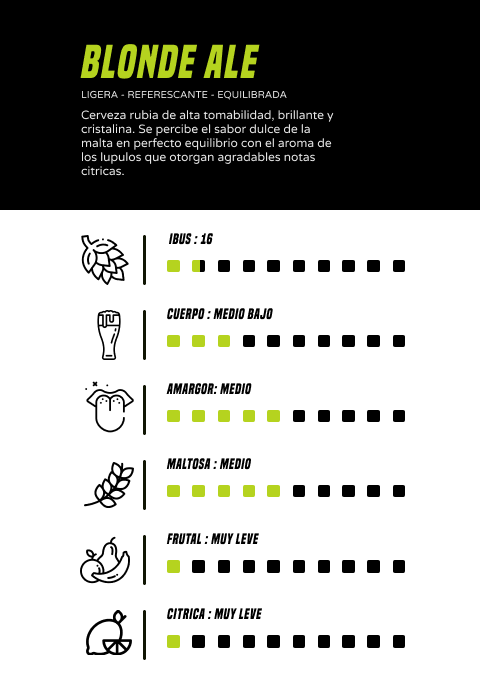 BLONDE ALE
LIGERA - REFERESCANTE - EQUILIBRADA
Cerveza rubia de alta tomabilidad, brillante y
cristalina. Se percibe el sabor dulce de la
malta en perfecto equilibrio con el aroma de
los lupulos que otorgan agradables notas
citricas.
IBUS : 16
CUERPO : MEDIO BAJO
AMARGOR: MEDIO
MALTOSA : MEDIO
FRUTAL : MUY LEVE
CITRICA : MUY LEVE